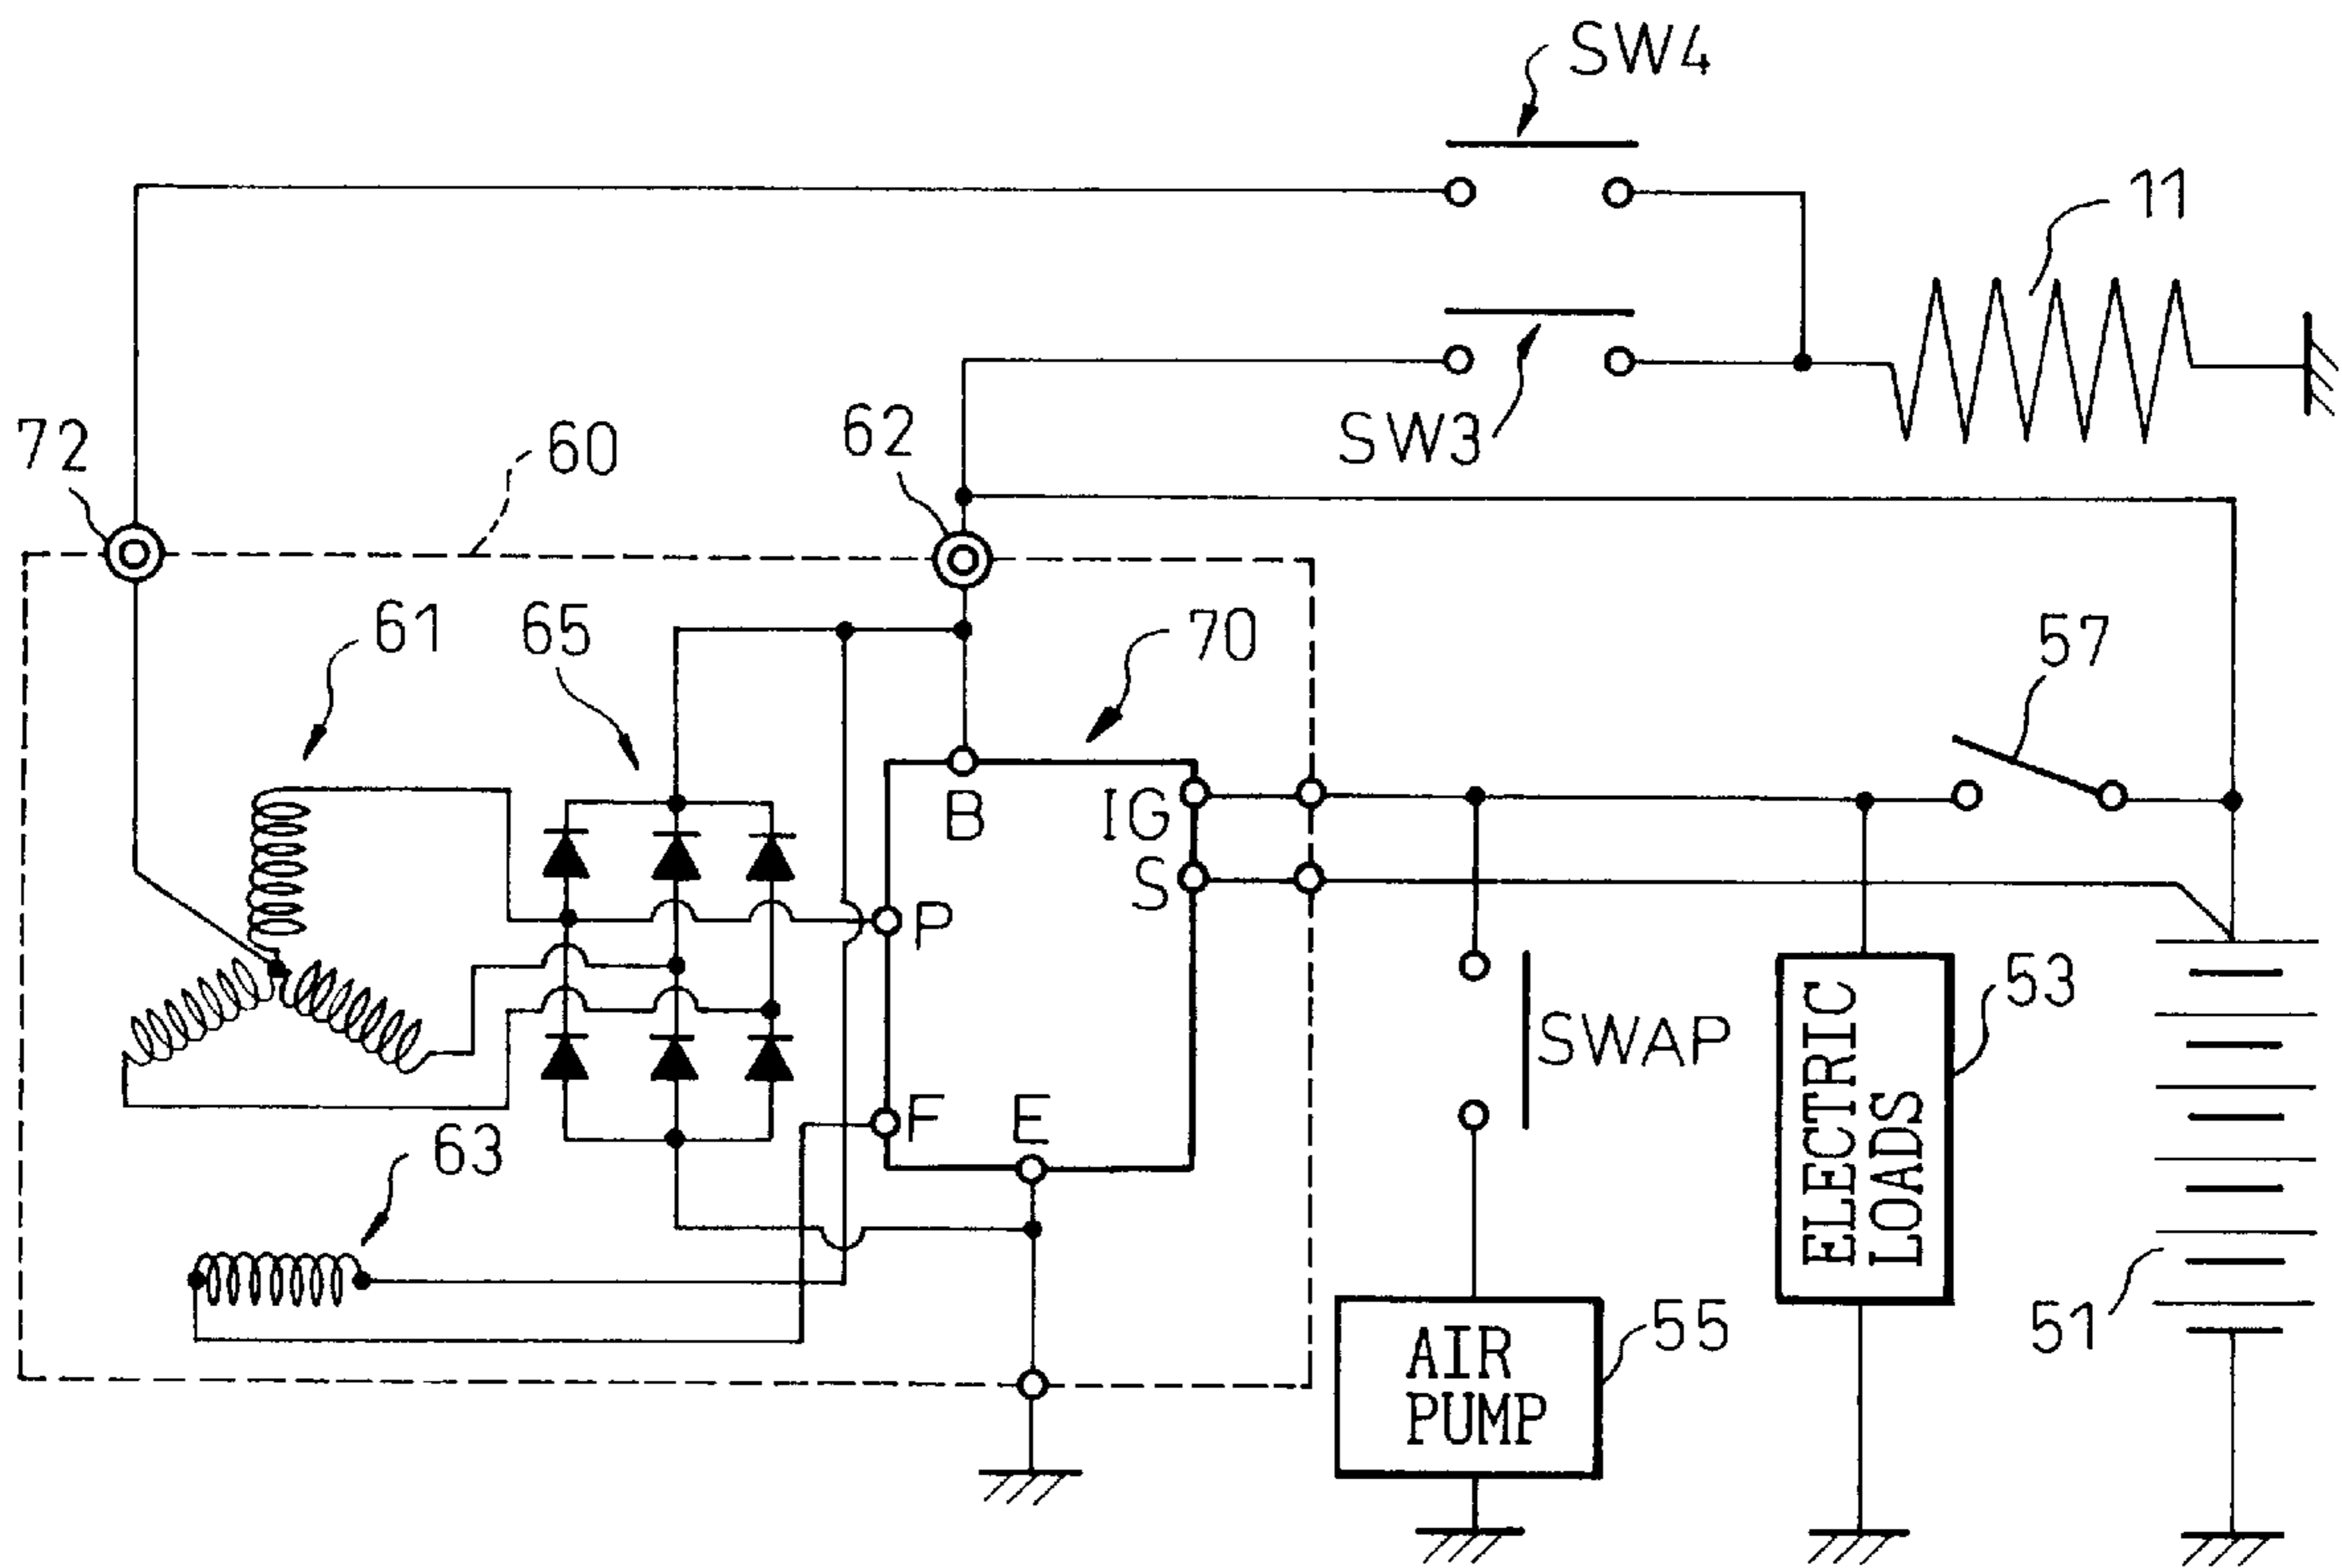 SW4
11
SW3
72
60
62
61
65
70
57
B
IG
S
P
SWAP
53
ELECTRIC
LOADS
F
E
63
51
55
AIR
PUMP